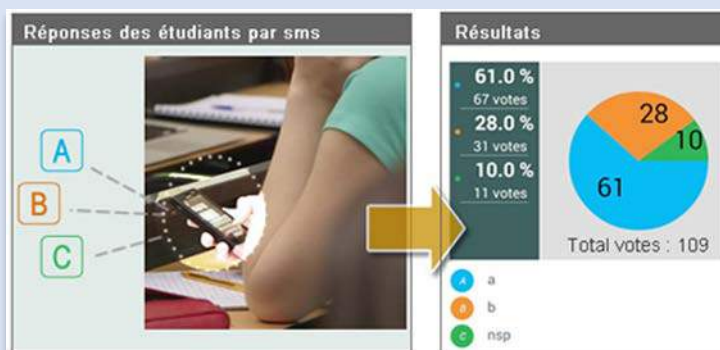 Réponses des étudiants par sms
A
B
C
Résultats
61.0 %
67 votes
28.0 %
31 votes
10.0 %
11 votes
28
10
61
Total votes : 109
A a
B b
C nsp